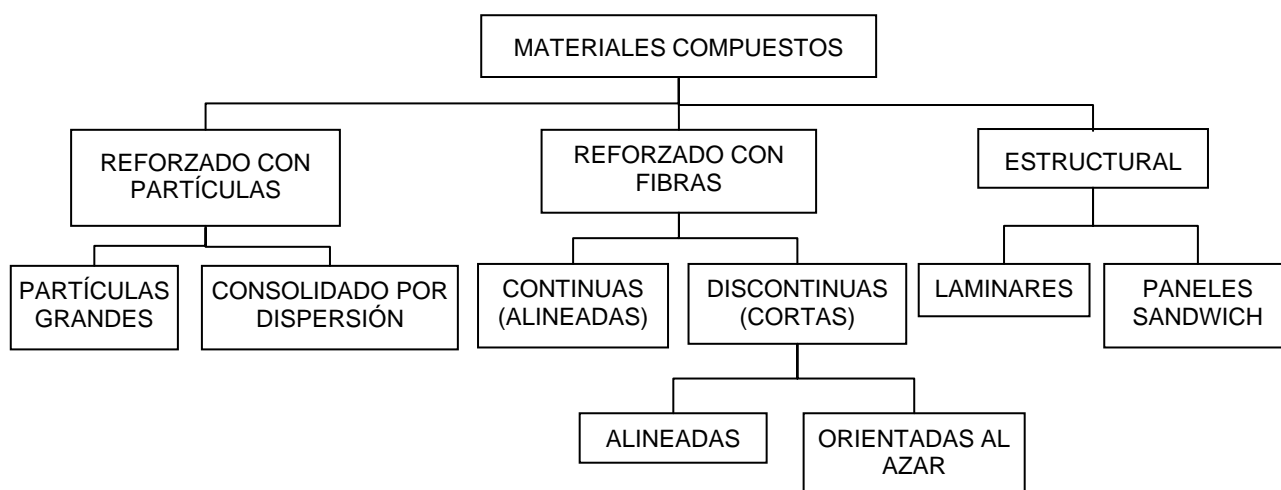 MATERIALES COMPUESTOS
REFORZADO CON
PARTÍCULAS
REFORZADO CON
FIBRAS
ESTRUCTURAL
PARTÍCULAS
GRANDES
CONSOLIDADO POR
DISPERSIÓN
CONTINUAS
(ALINEADAS)
DISCONTINUAS
(CORTAS)
LAMINARES
PANELES
SANDWICH
ALINEADAS
ORIENTADAS AL
AZAR